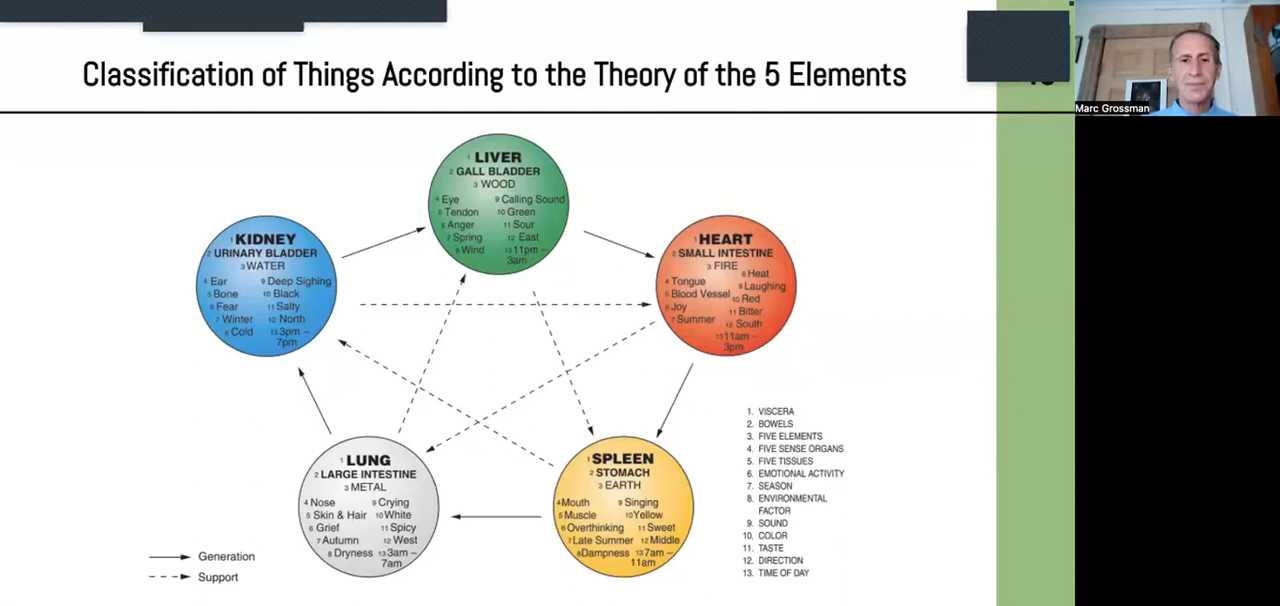 Classification of Things According to the Theory of the 5 Elements
Marc Grossman
1 LIVER
2 GALL BLADDER
3 WOOD
4 Eye 9 Calling Sound
5 Tendon 10 Green
6 Anger 11 Sour
7 Spring 12 East
8 Wind 13 11pm –
3am
1 KIDNEY
2 URINARY BLADDER
3 WATER
4 Ear 9 Deep Sighing
5 Bone 10 Black
6 Fear 11 Salty
7 Winter 12 North
8 Cold 13 3pm –
7pm
1 HEART
2 SMALL INTESTINE
3 FIRE
8 Heat
4 Tongue 9 Laughing
5 Blood Vessel 10 Red
6 Joy 11 Bitter
7 Summer 12 South
13 11am –
3pm
1 LUNG
2 LARGE INTESTINE
3 METAL
4 Nose 9 Crying
5 Skin & Hair 10 White
6 Grief 11 Spicy
7 Autumn 12 West
8 Dryness 13 3am –
7am
1 SPLEEN
2 STOMACH
3 EARTH
4 Mouth 9 Singing
5 Muscle 10 Yellow
6 Overthinking 11 Sweet
7 Late Summer 12 Middle
8 Dampness 13 7am –
11am
1. VISCERA
2. BOWELS
3. FIVE ELEMENTS
4. FIVE SENSE ORGANS
5. FIVE TISSUES
6. EMOTIONAL ACTIVITY
7. SEASON
8. ENVIRONMENTAL
FACTOR
9. SOUND
10. COLOR
11. TASTE
12. DIRECTION
13. TIME OF DAY
Generation
Support